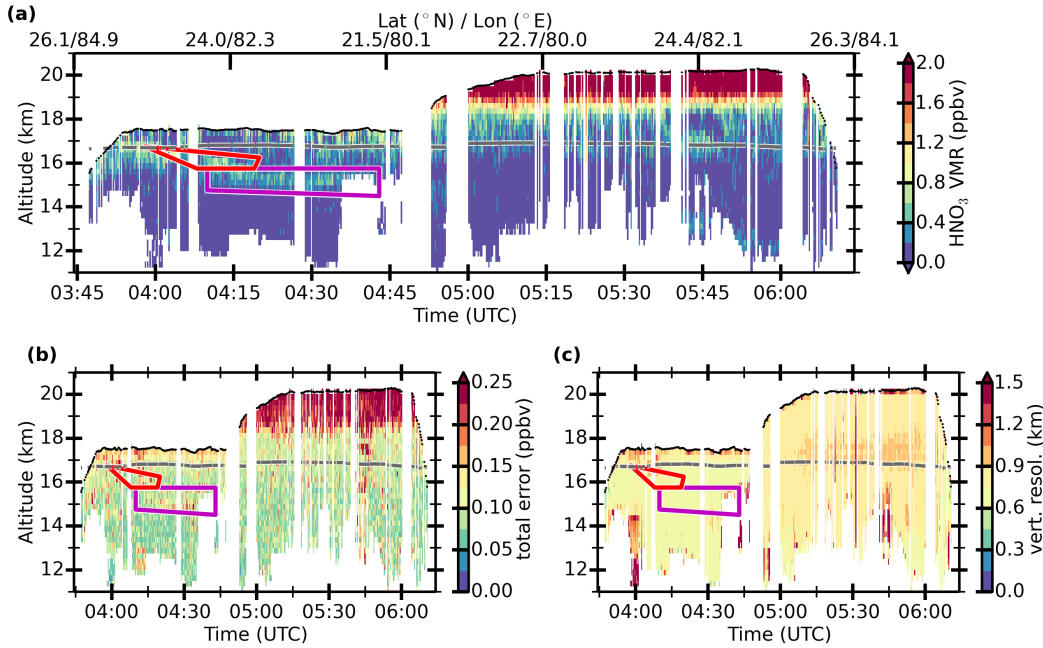 (a)
Lat (°N) / Lon (°E)
26.1/84.9 24.0/82.3 21.5/80.1 22.7/80.0 24.4/82.1 26.3/84.1
Altitude (km)
20
18
16
14
12
03:45 04:00 04:15 04:30 04:45 05:00 05:15 05:30 05:45 06:00
Time (UTC)
2.0
1.6
1.2
0.8
0.4
0.0
HNO₃ VMR (ppbv)
(b)
Altitude (km)
20
18
16
14
12
04:00 04:30 05:00 05:30 06:00
Time (UTC)
0.25
0.20
0.15
0.10
0.05
0.00
total error (ppbv)
(c)
20
18
16
14
12
04:00 04:30 05:00 05:30 06:00
Time (UTC)
1.5
1.2
0.9
0.6
0.3
0.0
vert. resol. (km)